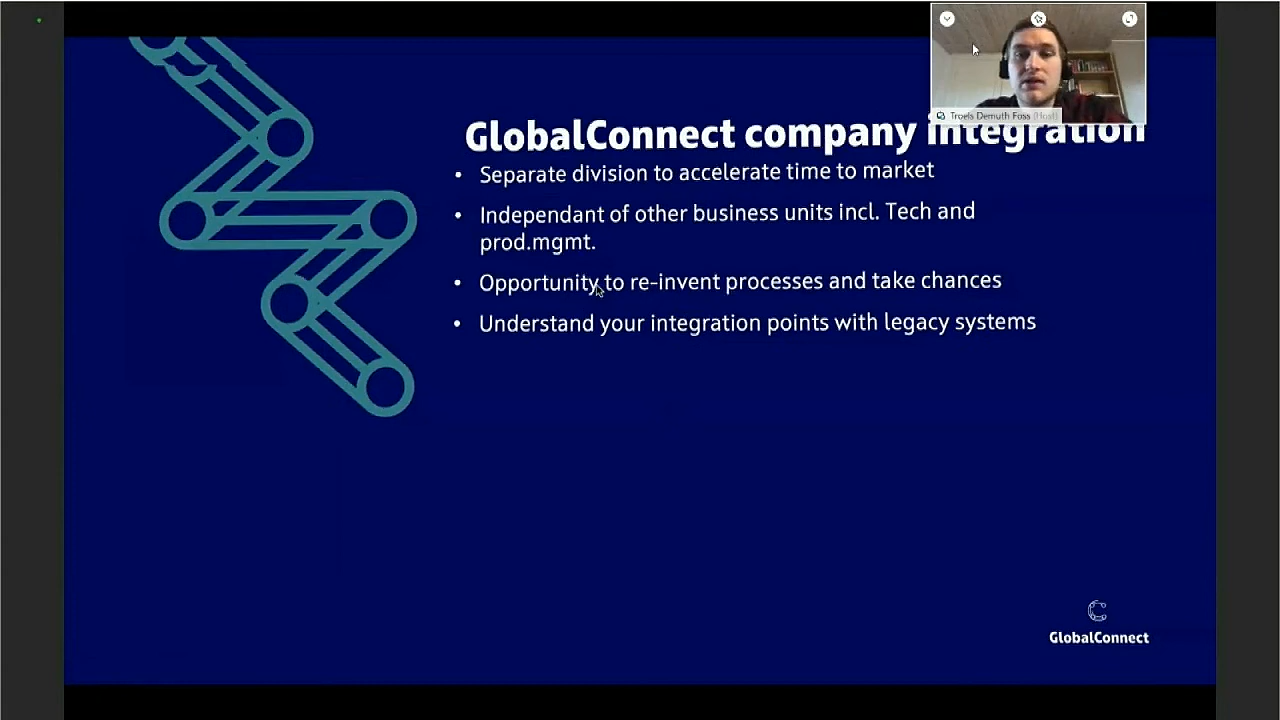 Troels Demuth Foss (Host)
GlobalConnect company integration
• Separate division to accelerate time to market
• Independant of other business units incl. Tech and
prod.mgmt.
• Opportunity to re-invent processes and take chances
• Understand your integration points with legacy systems
GlobalConnect